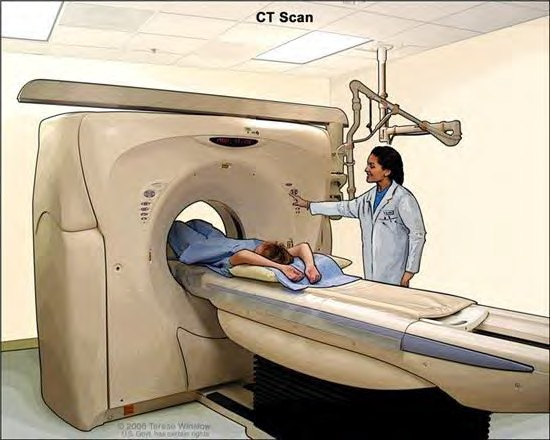 CT Scan
© 2006 Terese Winslow
U.S. Govt. has certain rights